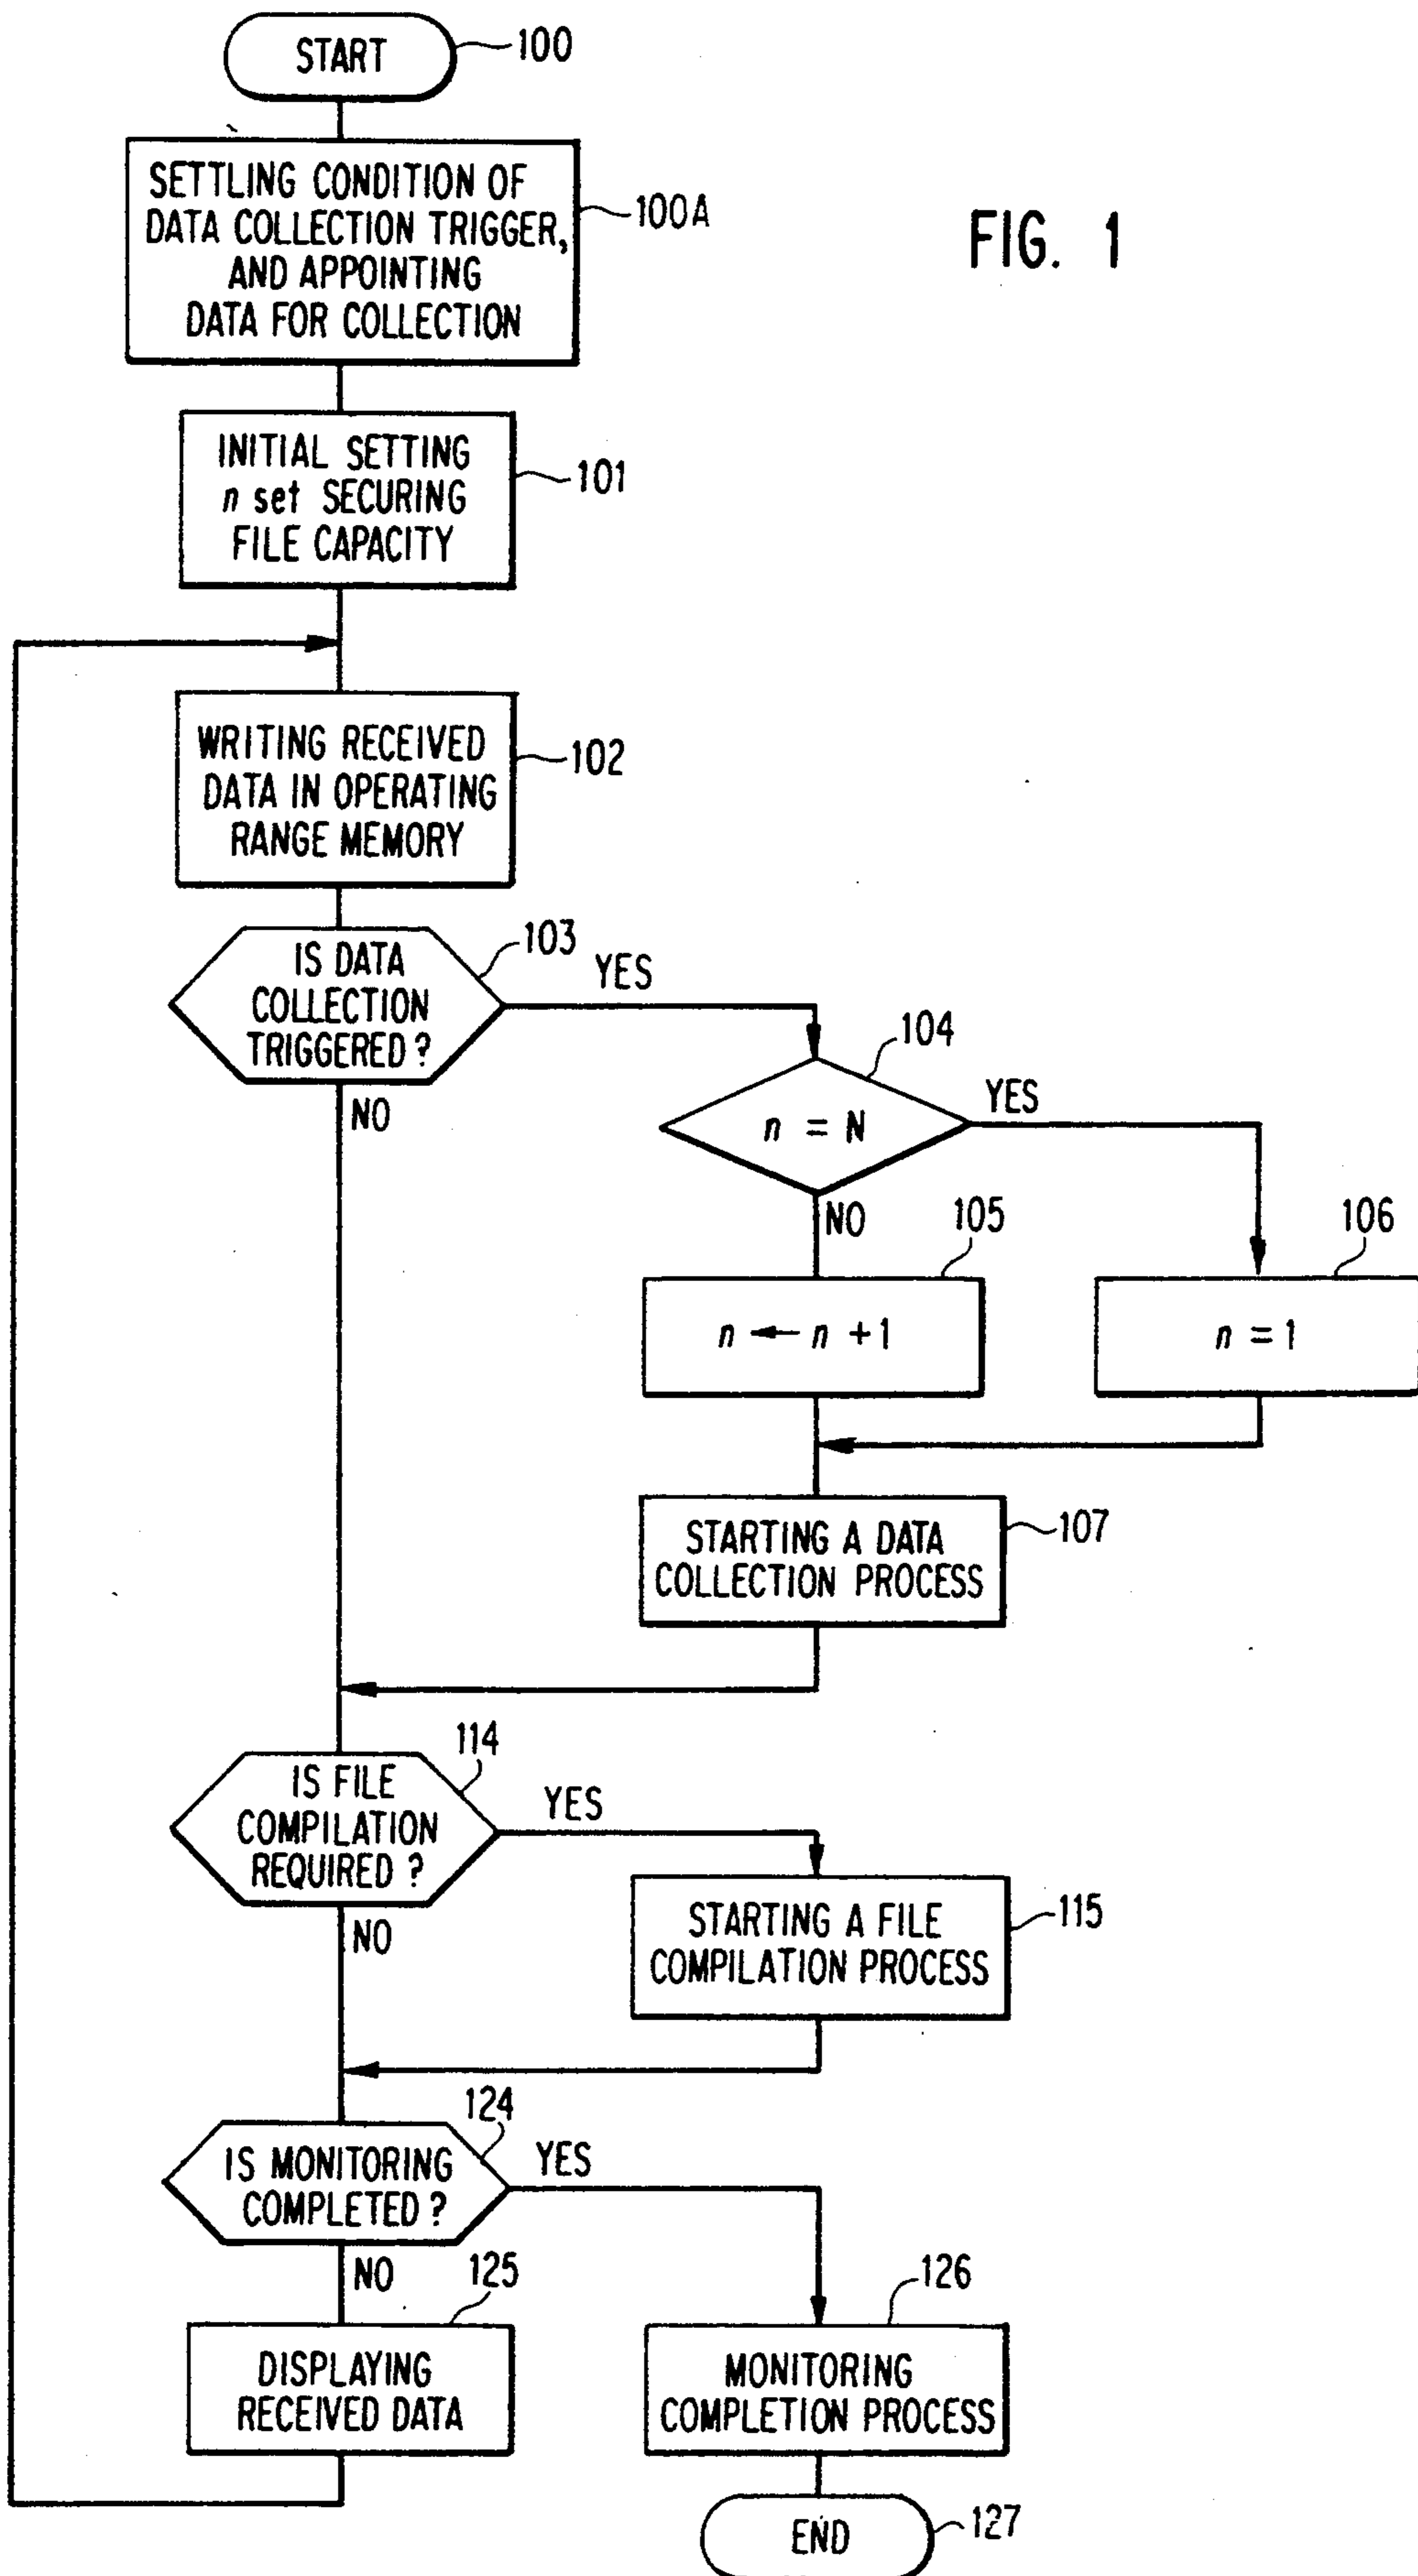 START
100
SETTLING CONDITION OF
DATA COLLECTION TRIGGER,
AND APPOINTING
DATA FOR COLLECTION
100A
FIG. 1
INITIAL SETTING
n set SECURING
FILE CAPACITY
101
WRITING RECEIVED
DATA IN OPERATING
RANGE MEMORY
102
IS DATA
COLLECTION
TRIGGERED ?
103
YES
NO
104
n = N
YES
NO
105
n ← n +1
106
n = 1
STARTING A DATA
COLLECTION PROCESS
107
114
IS FILE
COMPILATION
REQUIRED ?
YES
NO
STARTING A FILE
COMPILATION PROCESS
115
124
IS MONITORING
COMPLETED ?
YES
NO
125
DISPLAYING
RECEIVED DATA
126
MONITORING
COMPLETION PROCESS
END
127